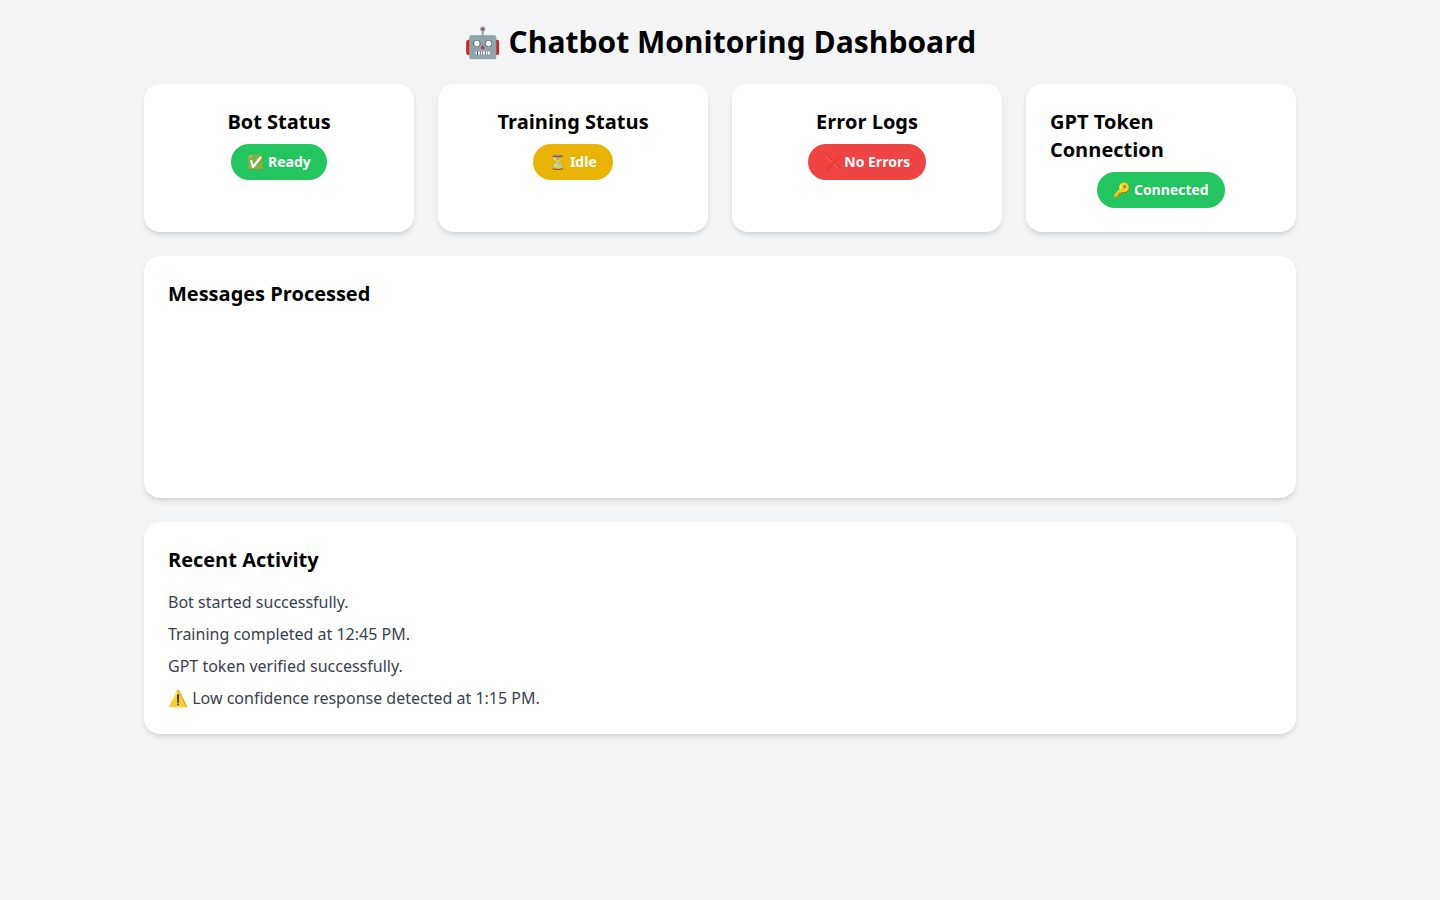 🤖 Chatbot Monitoring Dashboard
Bot Status
✅ Ready
Training Status
⏳ Idle
Error Logs
❌ No Errors
GPT Token
Connection
🔑 Connected
Messages Processed
Recent Activity
Bot started successfully.
Training completed at 12:45 PM.
GPT token verified successfully.
⚠️ Low confidence response detected at 1:15 PM.